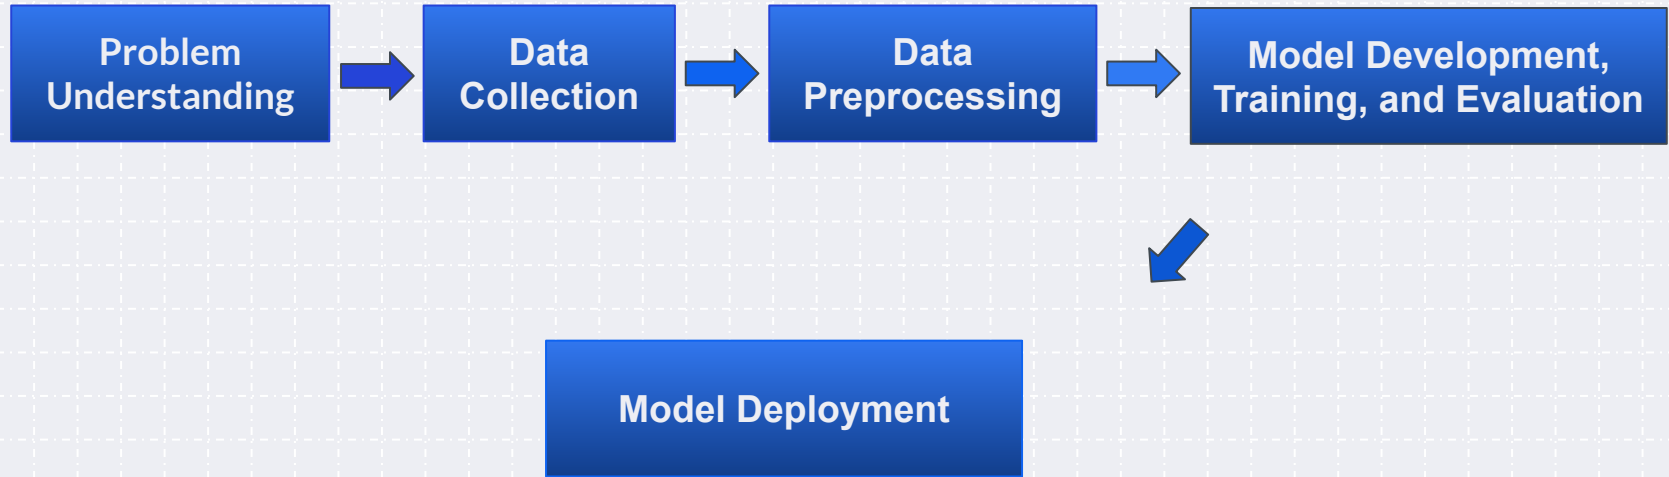 Problem
Understanding
Data
Collection
Data
Preprocessing
Model Development,
Training, and Evaluation
Model Deployment